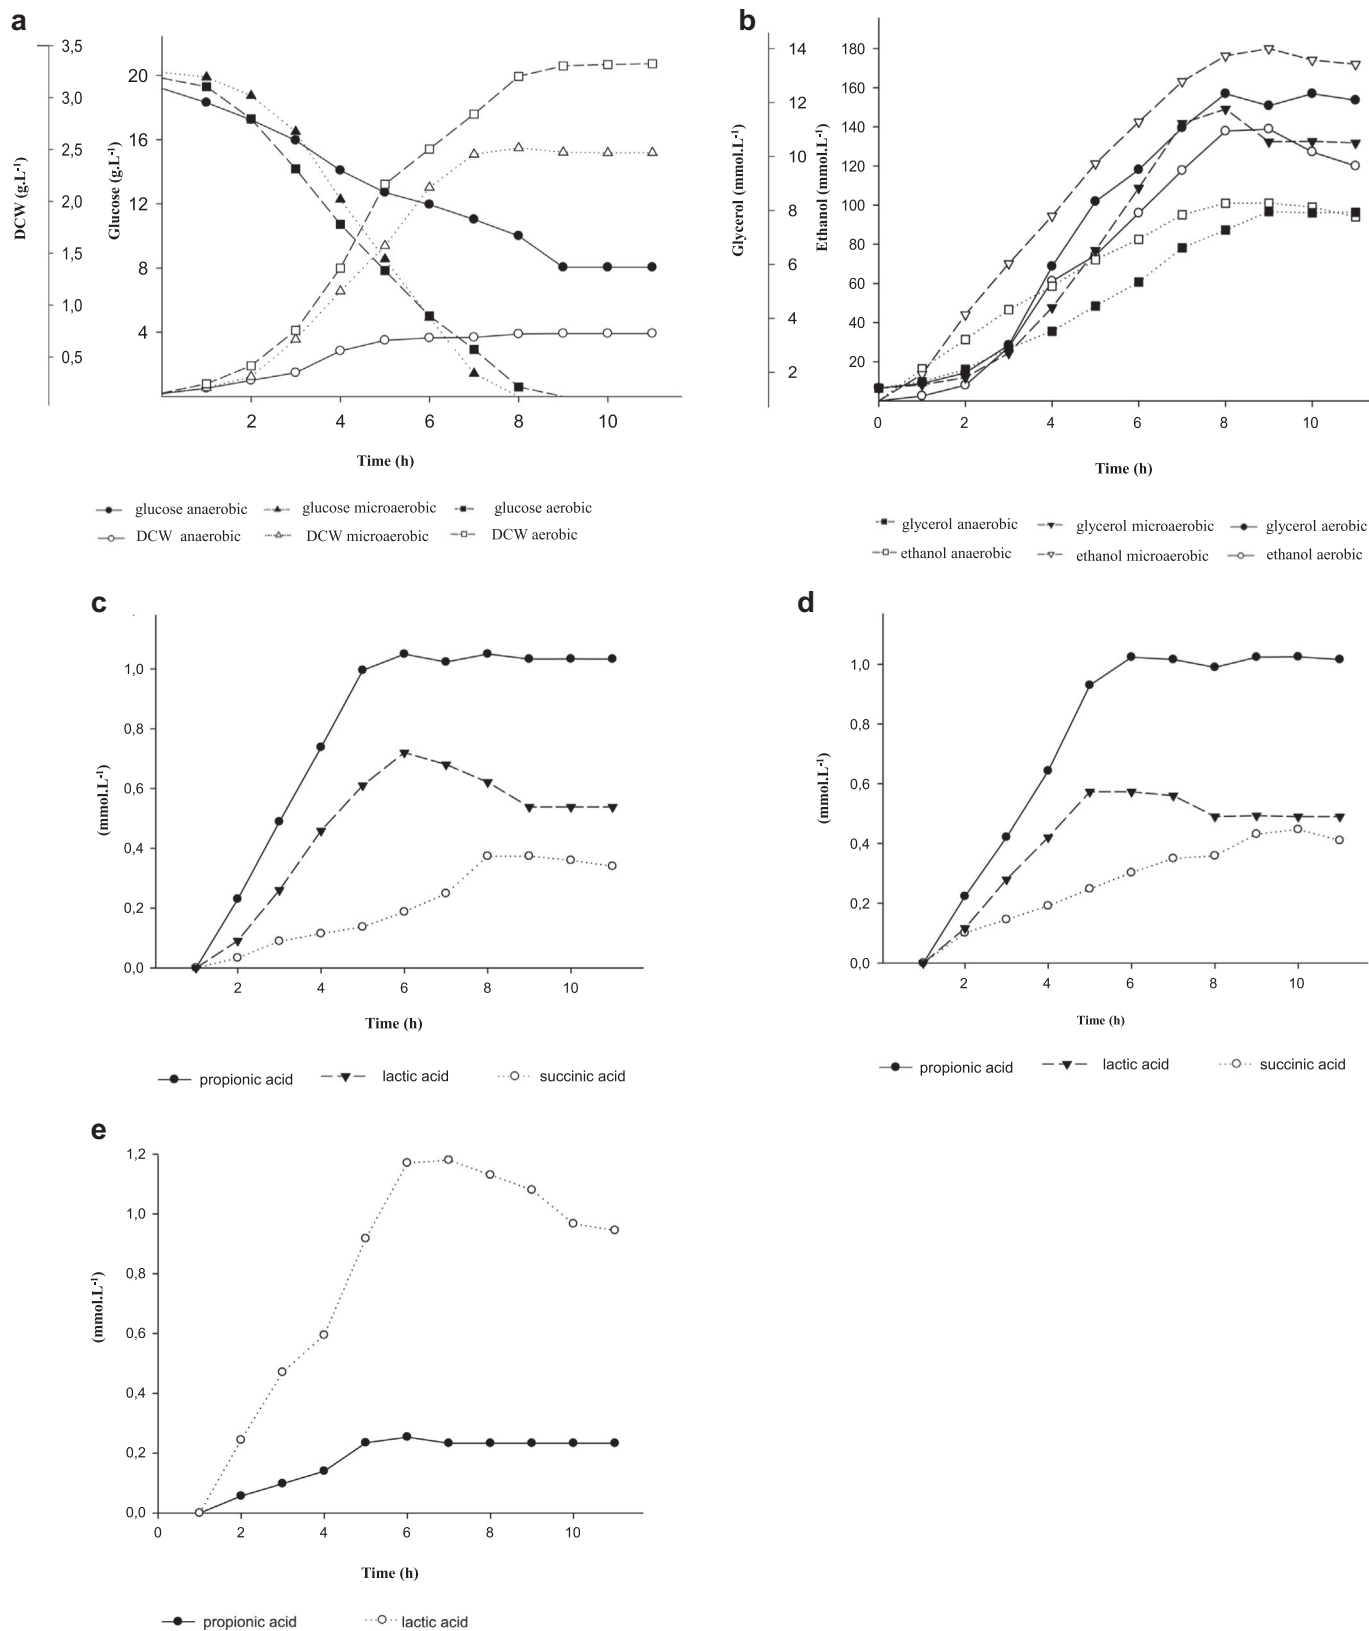 a
3,5
3,0
2,5
2,0
1,5
1,0
0,5
DCW (g.L-1)
20
16
12
8
4
Glucose (g.L-1)
2 4 6 8 10
Time (h)
glucose anaerobic glucose microaerobic glucose aerobic
DCW anaerobic DCW microaerobic DCW aerobic
b
14
12
10
8
6
4
2
Glycerol (mmol.L-1)
180
160
140
120
100
80
60
40
20
Ethanol (mmol.L-1)
0 2 4 6 8 10
Time (h)
glycerol anaerobic glycerol microaerobic glycerol aerobic
ethanol anaerobic ethanol microaerobic ethanol aerobic
c
1,0
0,8
0,6
0,4
0,2
0,0
(mmol.L-1)
2 4 6 8 10
Time (h)
propionic acid lactic acid succinic acid
d
1,0
0,8
0,6
0,4
0,2
0,0
(mmol.L-1)
2 4 6 8 10
Time (h)
propionic acid lactic acid succinic acid
e
1,2
1,0
0,8
0,6
0,4
0,2
0,0
(mmol.L-1)
0 2 4 6 8 10
Time (h)
propionic acid lactic acid